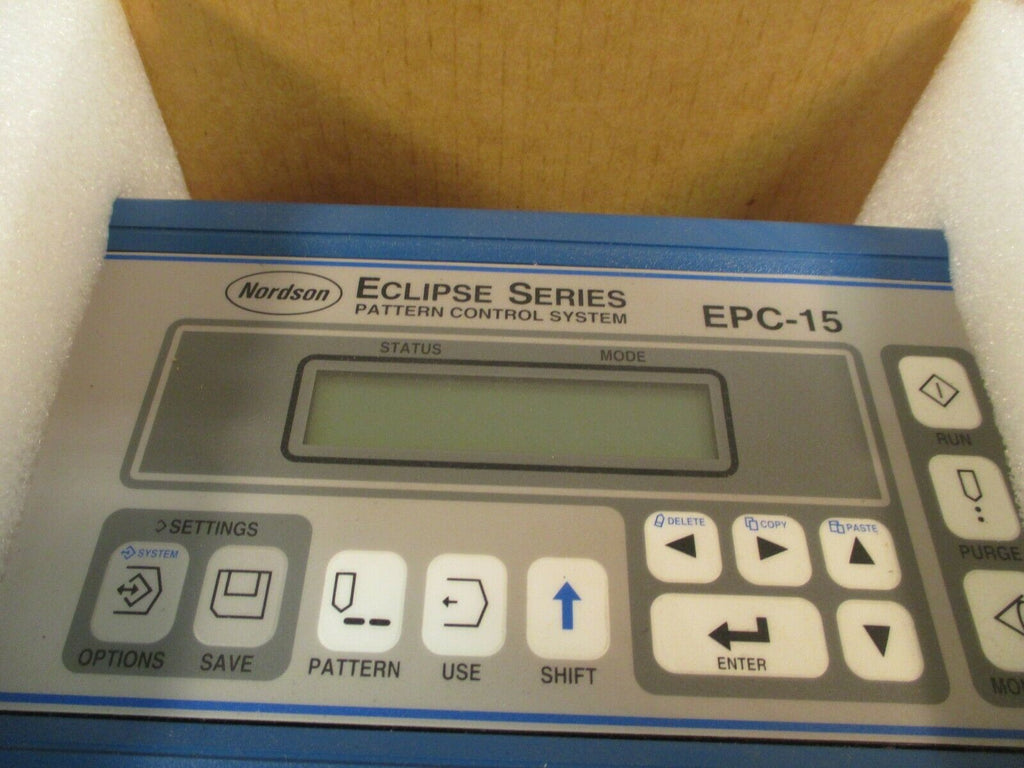 Nordson
ECLIPSE SERIES
PATTERN CONTROL SYSTEM
EPC-15
STATUS
MODE
RUN
SETTINGS
SYSTEM
OPTIONS
SAVE
PATTERN
USE
SHIFT
DELETE
COPY
PASTE
ENTER
PURGE